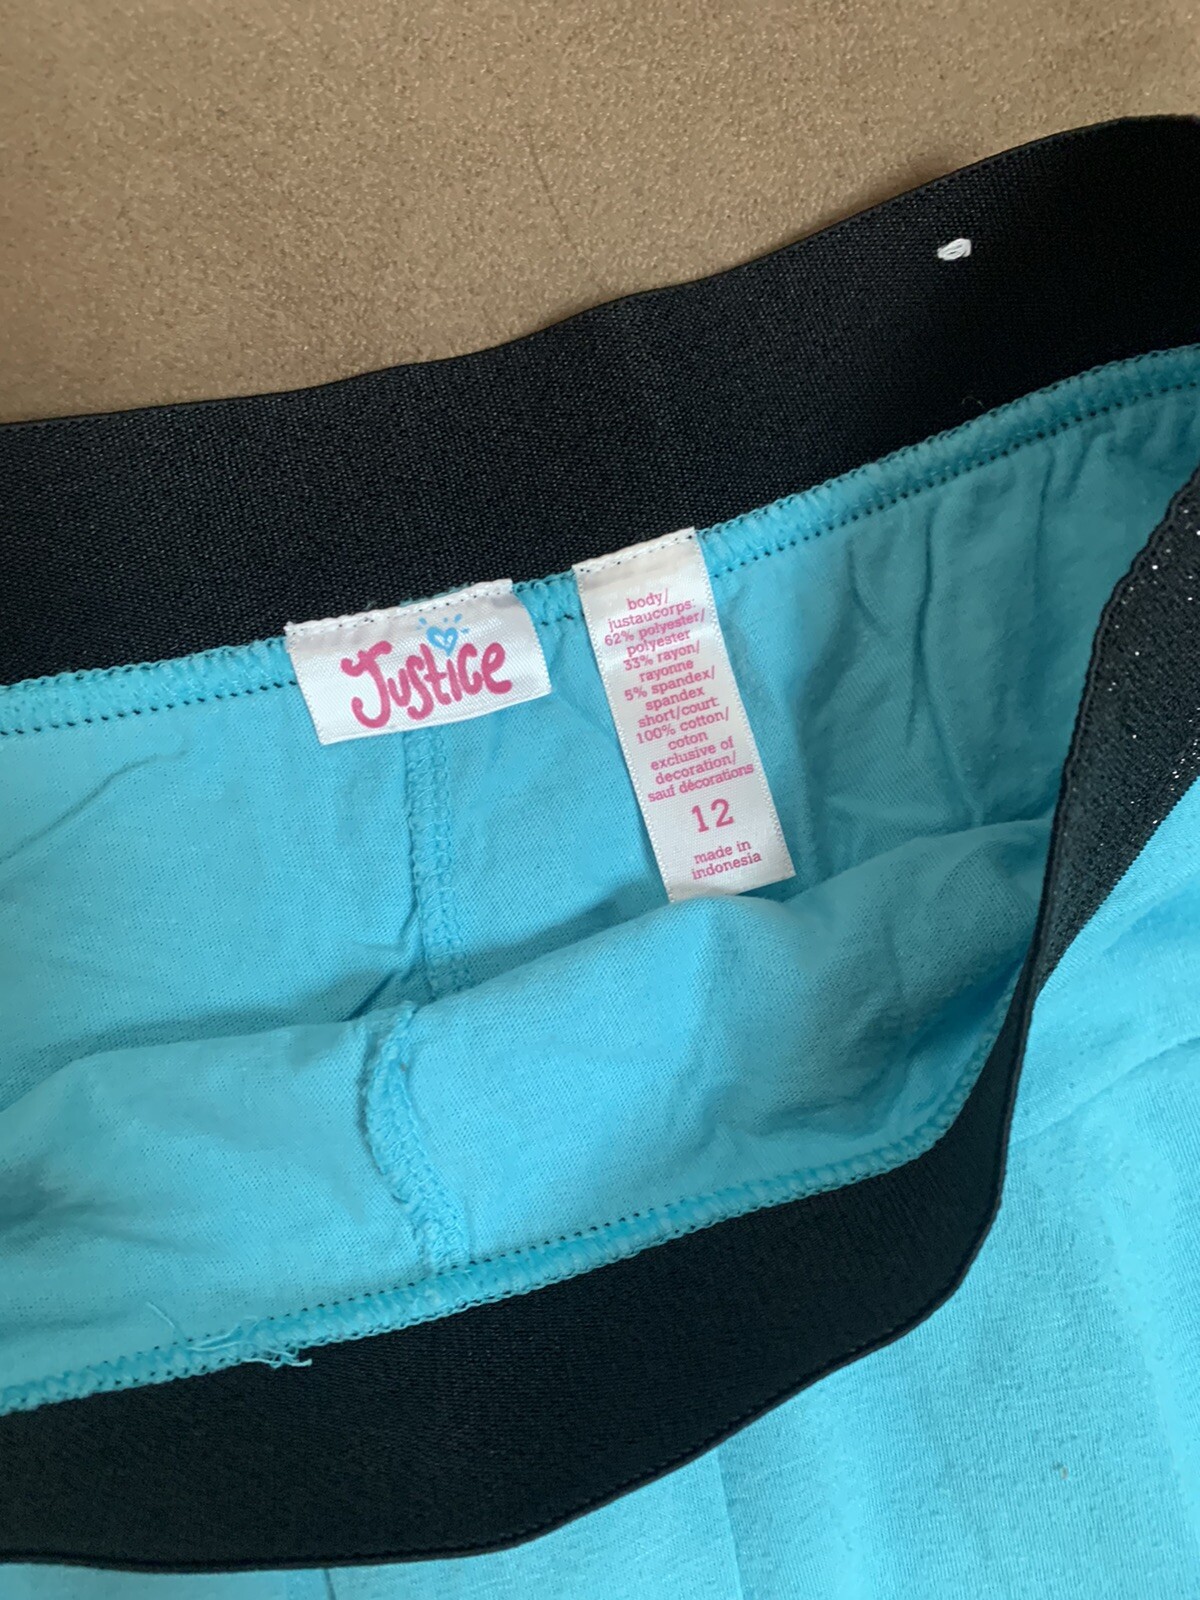 Justice
body/
justaucorps:
62% polyester/
polyester
33% rayon/
rayonne
5% spandex/
spandex
short/court:
100% cotton/
coton
exclusive of
decoration/
sauf décorations
12
made in
indonesia